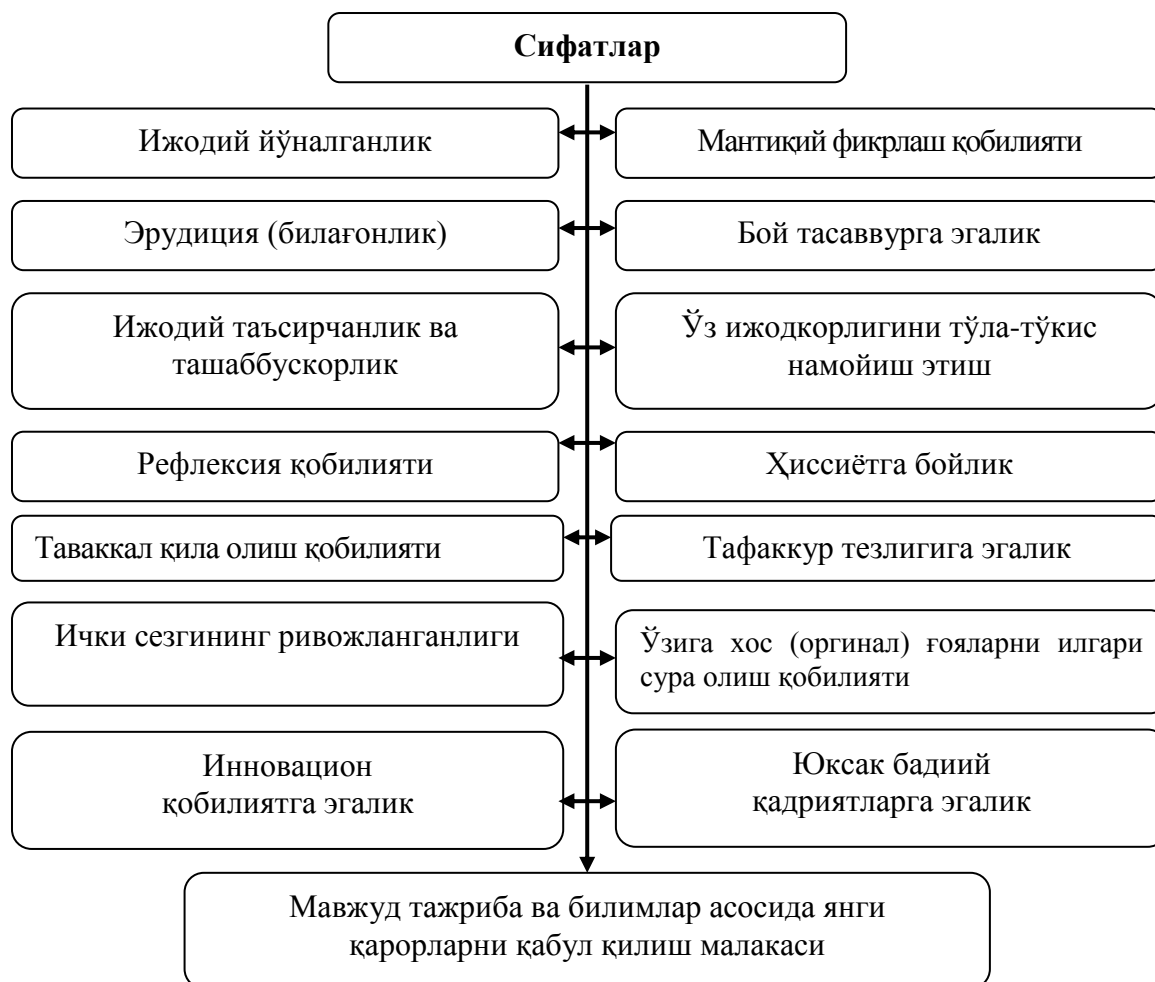 Сифатлар
Ижодий йўналганлик
Мантиқий фикрлаш қобилияти
Эрудиция (билағонлик)
Бой тасаввурга эгалик
Ижодий таъсирчанлик ва
ташаббускорлик
Ўз ижодкорлигини тўла-тўкис
намойиш этиш
Рефлексия қобилияти
Ҳиссиётга бойлик
Таваккал қила олиш қобилияти
Тафаккур тезлигига эгалик
Ички сезгининг ривожланганлиги
Ўзига хос (оргинал) ғояларни илгари
сура олиш қобилияти
Инновацион
қобилиятга эгалик
Юксак бадиий
қадриятларга эгалик
Мавжуд тажриба ва билимлар асосида янги
қарорларни қабул қилиш малакаси